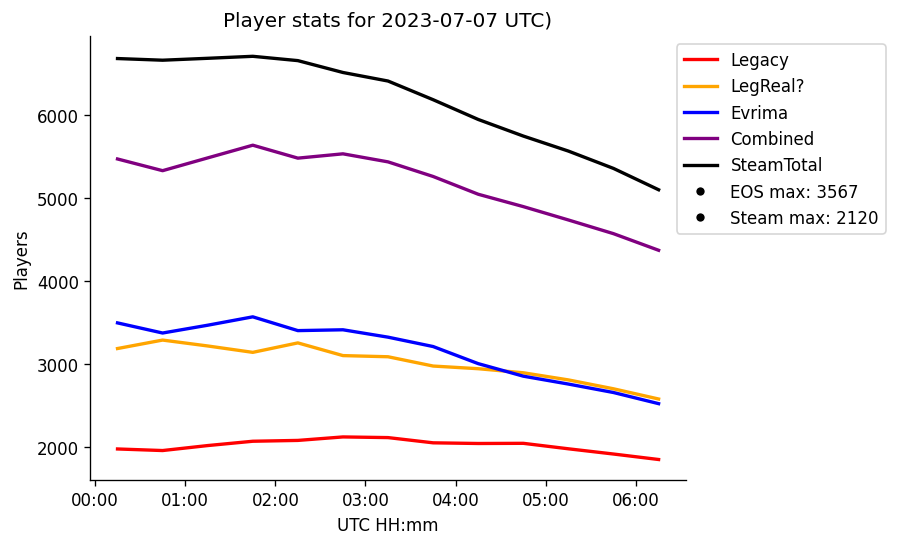 Player stats for 2023-07-07 UTC)
Legacy
LegReal?
Evrima
Combined
SteamTotal
EOS max: 3567
Steam max: 2120
Players
6000
5000
4000
3000
2000
00:00 01:00 02:00 03:00 04:00 05:00 06:00
UTC HH:mm